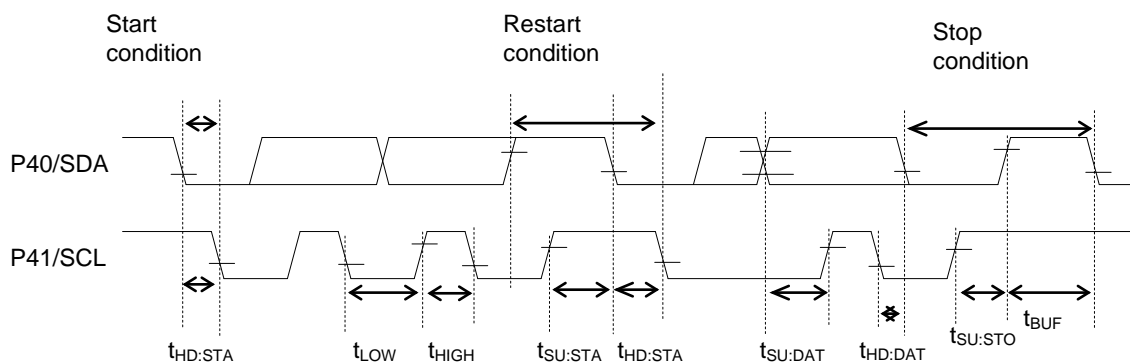 Start
condition
Restart
condition
Stop
condition
P40/SDA
P41/SCL
tHD:STA
tLOW
tHIGH
tSU:STA
tHD:STA
tSU:DAT
tHD:DAT
tSU:STO
tBUF